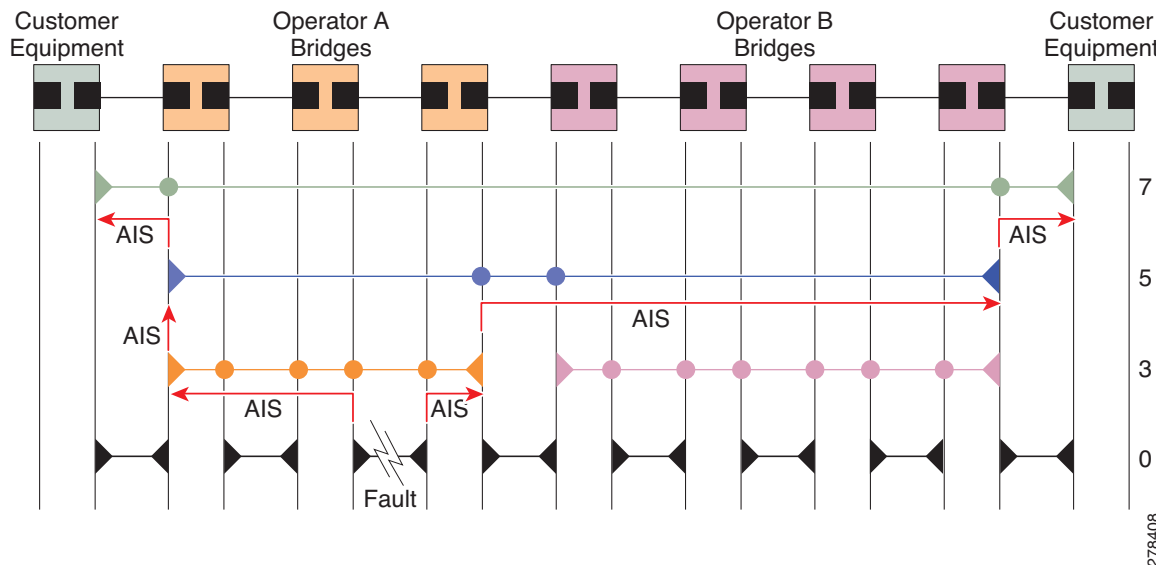 Customer
Equipment
Operator A
Bridges
Operator B
Bridges
Customer
Equipment
7
AIS
AIS
5
AIS
AIS
3
AIS
AIS
0
Fault
278408